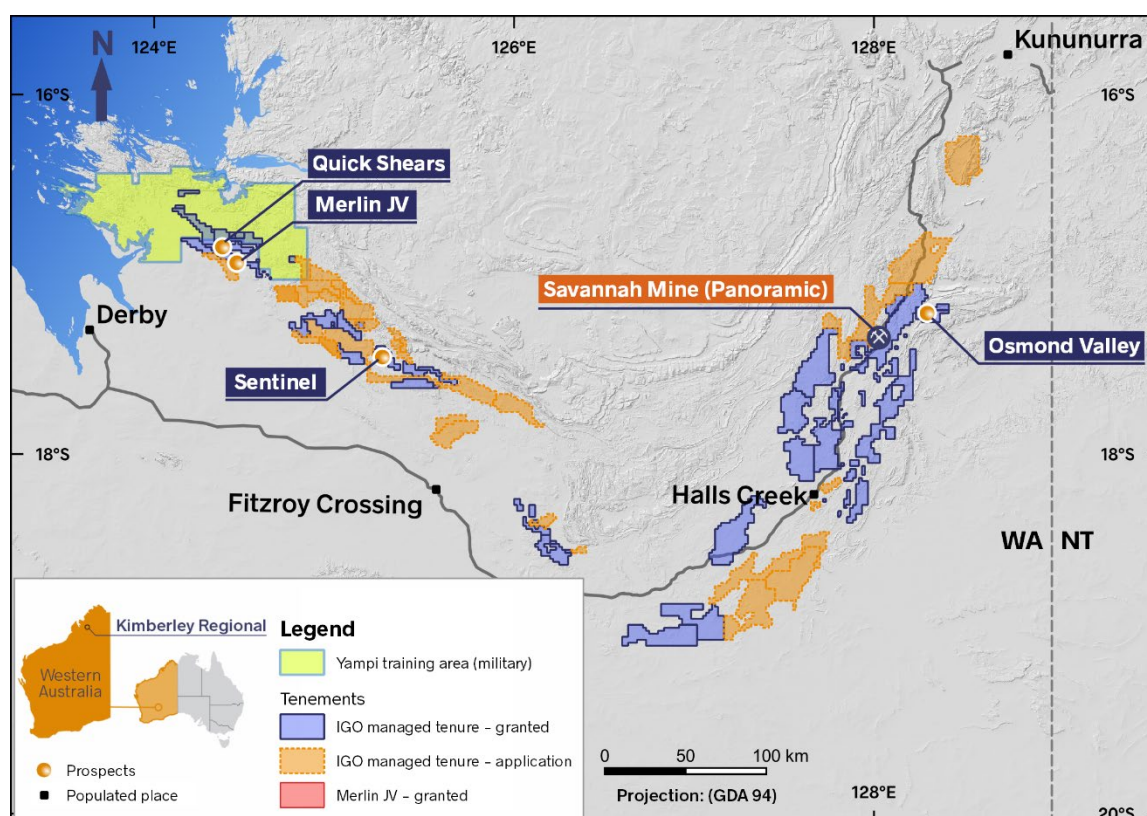 N
124°E
126°E
128°E
Kununurra
16°S
16°S
Quick Shears
Merlin JV
Savannah Mine (Panoramic)
Derby
Osmond Valley
Sentinel
18°S
18°S
Fitzroy Crossing
Halls Creek
WA
NT
Kimberley Regional
Western
Australia
Prospects
Populated place
Legend
Yampi training area (military)
Tenements
IGO managed tenure – granted
IGO managed tenure – application
Merlin JV – granted
0
50
100 km
Projection: (GDA 94)
128°E
20°S